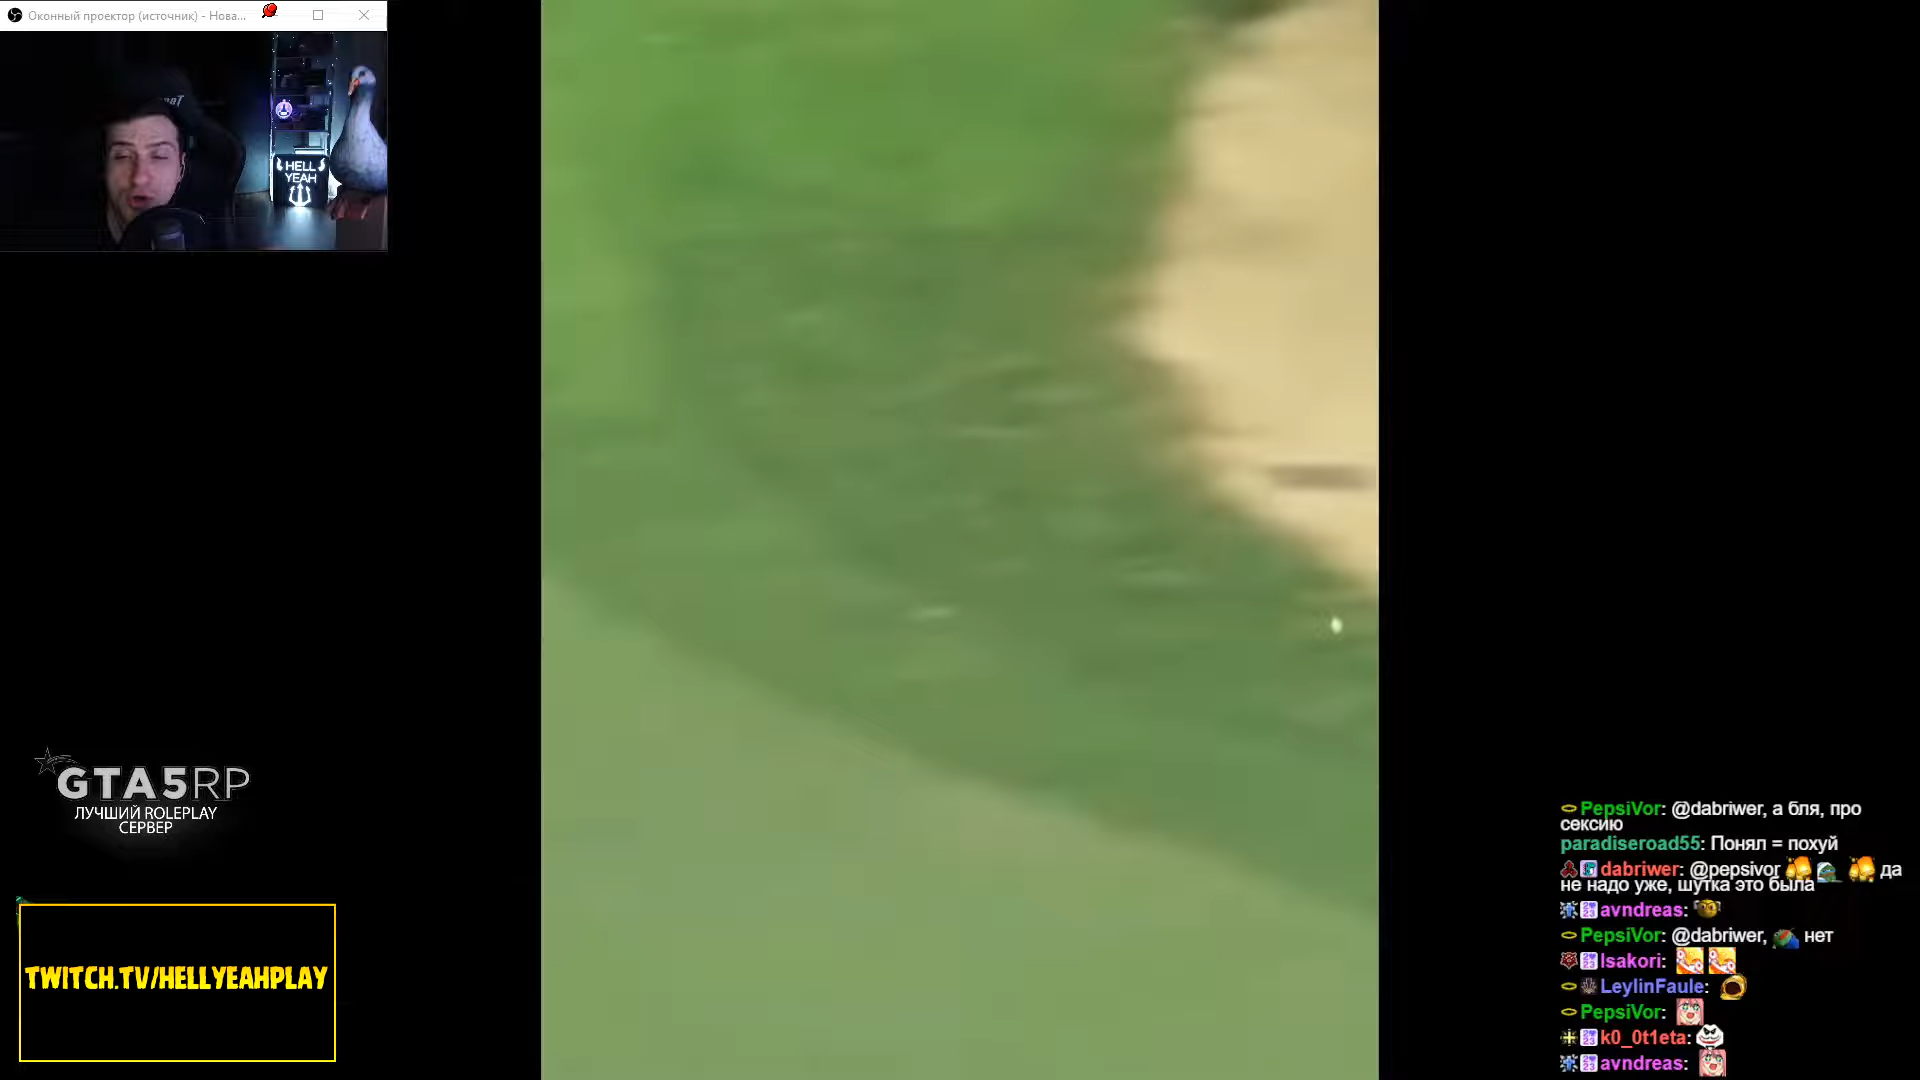 Оконный проектор (источник) - Нова...
HELL
YEAH
GTA5RP
ЛУЧШИЙ ROLEPLAY
СЕРВЕР
TWITCH.TV/HELLYEAHPLAY
PepsiVor: @dabriwer, а бля, про
сексию
paradiseroad55: Понял = похуй
dabriwer: @pepsivor да
не надо уже, шутка это была
avndreas:
PepsiVor: @dabriwer, нет
Isakori:
LeylinFaule:
PepsiVor:
k0_0t1eta:
avndreas: